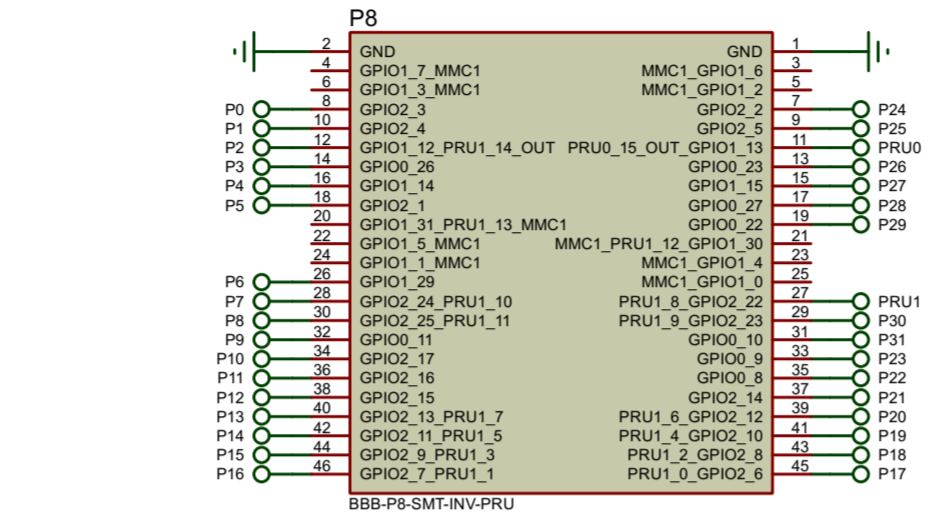 P8
2 GND GND 1
4 GPIO1_7_MMC1 MMC1_GPIO1_6 3
6 GPIO1_3_MMC1 MMC1_GPIO1_2 5
P0 8 GPIO2_3 GPIO2_2 7 P24
P1 10 GPIO2_4 GPIO2_5 9 P25
P2 12 GPIO1_12_PRU1_14_OUT PRU0_15_OUT_GPIO1_13 11 PRU0
P3 14 GPIO0_26 GPIO0_23 13 P26
P4 16 GPIO1_14 GPIO1_15 15 P27
P5 18 GPIO2_1 GPIO0_27 17 P28
20 GPIO1_31_PRU1_13_MMC1 GPIO0_22 19 P29
22 GPIO1_5_MMC1 MMC1_PRU1_12_GPIO1_30 21
24 GPIO1_1_MMC1 MMC1_GPIO1_4 23
P6 26 GPIO1_29 MMC1_GPIO1_0 25
P7 28 GPIO2_24_PRU1_10 PRU1_8_GPIO2_22 27 PRU1
P8 30 GPIO2_25_PRU1_11 PRU1_9_GPIO2_23 29 P30
P9 32 GPIO0_11 GPIO0_10 31 P31
P10 34 GPIO2_17 GPIO0_9 33 P23
P11 36 GPIO2_16 GPIO0_8 35 P22
P12 38 GPIO2_15 GPIO2_14 37 P21
P13 40 GPIO2_13_PRU1_7 PRU1_6_GPIO2_12 39 P20
P14 42 GPIO2_11_PRU1_5 PRU1_4_GPIO2_10 41 P19
P15 44 GPIO2_9_PRU1_3 PRU1_2_GPIO2_8 43 P18
P16 46 GPIO2_7_PRU1_1 PRU1_0_GPIO2_6 45 P17
BBB-P8-SMT-INV-PRU